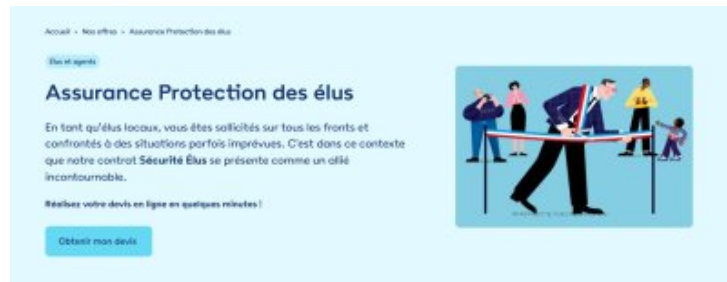 Accueil > Nos offres > Assurance Protection des élus
Élus et agents
Assurance Protection des élus
En tant qu'élus locaux, vous êtes sollicités sur tous les fronts et
confrontés à des situations parfois imprévues. C'est dans ce contexte
que notre contrat Sécurité Élus se présente comme un allié
incontournable.
Réalisez votre devis en ligne en quelques minutes !
Obtenir mon devis